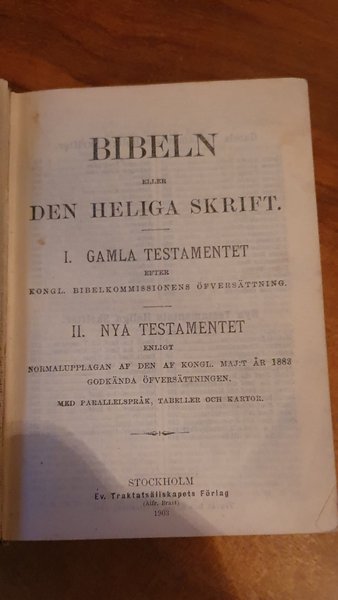 BIBELN
ELLER
DEN HELIGA SKRIFT.
I. GAMLA TESTAMENTET
EFTER
KONGL. BIBELKOMMISSIONENS ÖFVERSÄTTNING.
II. NYA TESTAMENTET
ENLIGT
NORMALUPPLAGAN AF DEN AF KONGL. MAJ:T ÅR 1883
GODKÄNDA ÖFVERSÄTTNINGEN.
MED PARALLELSPRÅK, TABELLER OCH KARTOR.
STOCKHOLM
Ev. Traktatsällskapets Förlag
1903